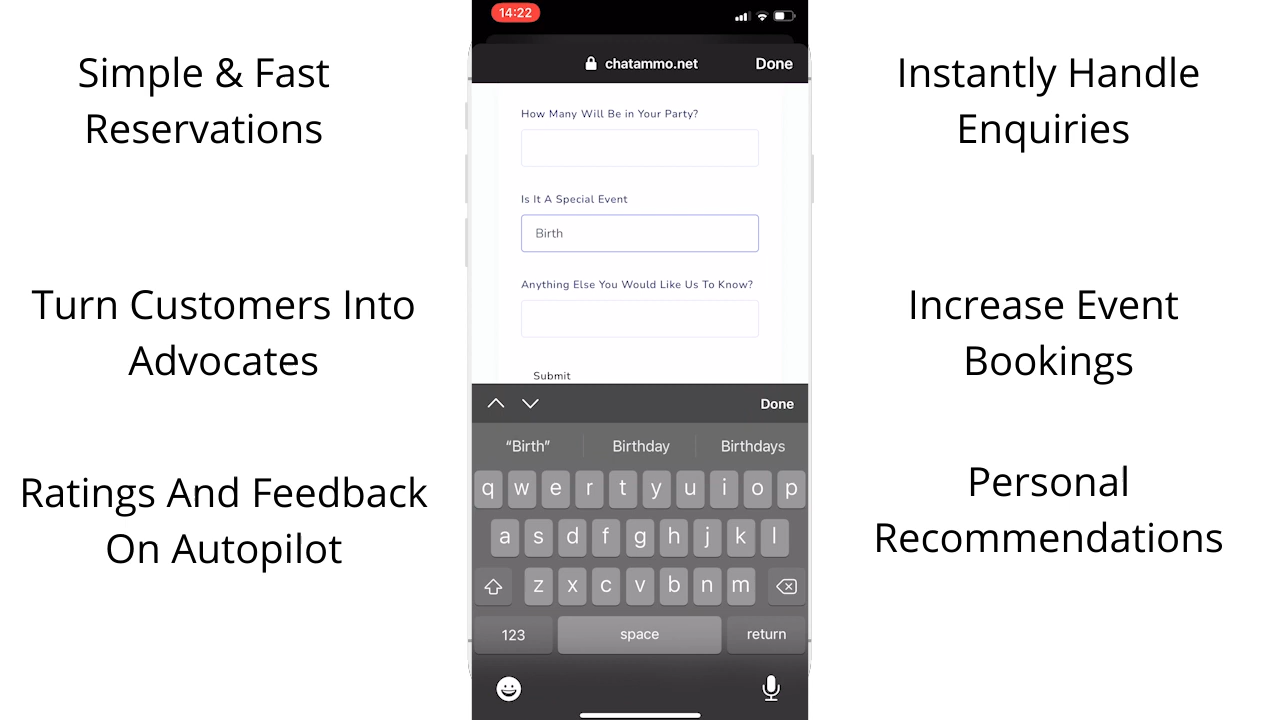 Simple & Fast
Reservations
Turn Customers Into
Advocates
Ratings And Feedback
On Autopilot
14:22
chatammo.net
Done
How Many Will Be in Your Party?
Is It A Special Event
Birth
Anything Else You Would Like Us To Know?
Submit
Done
“Birth”
Birthday
Birthdays
q w e r t y u i o p
a s d f g h j k l
z x c v b n m
123
space
return
Instantly Handle
Enquiries
Increase Event
Bookings
Personal
Recommendations